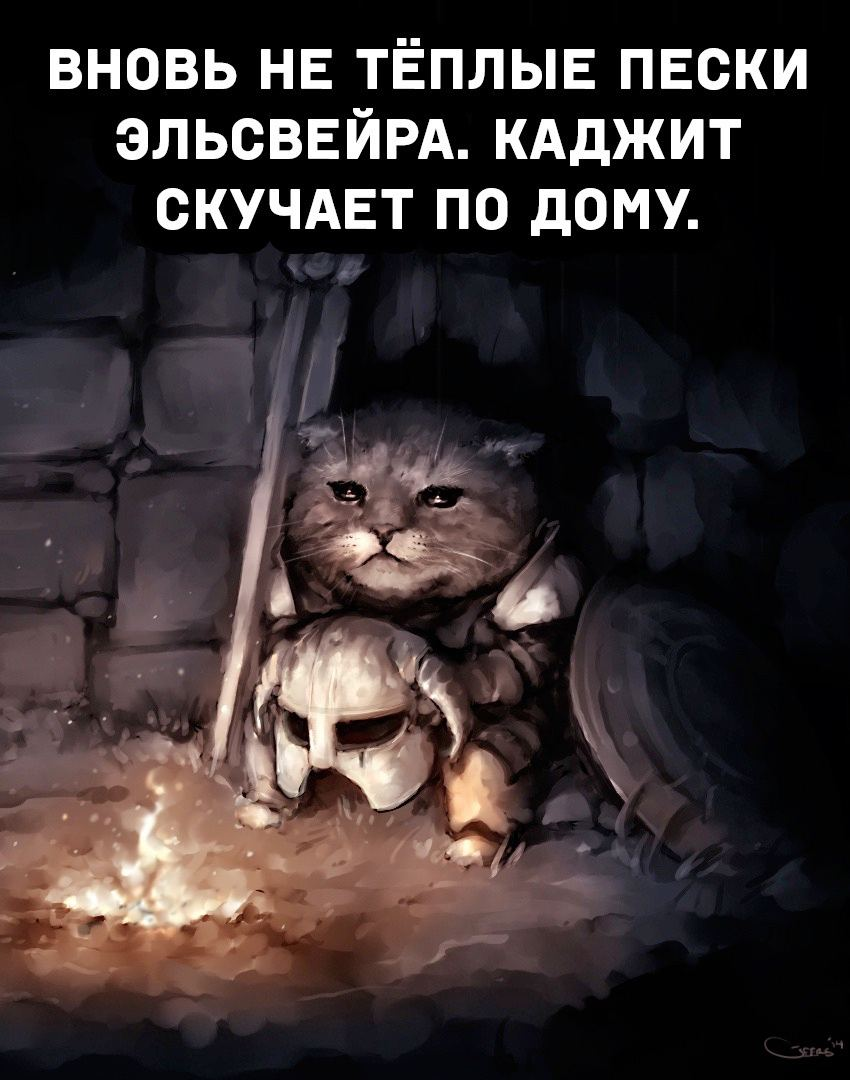 ВНОВЬ НЕ ТЁПЛЫЕ ПЕСКИ
ЭЛЬСВЕЙРА. КАДЖИТ
СКУЧАЕТ ПО ДОМУ.